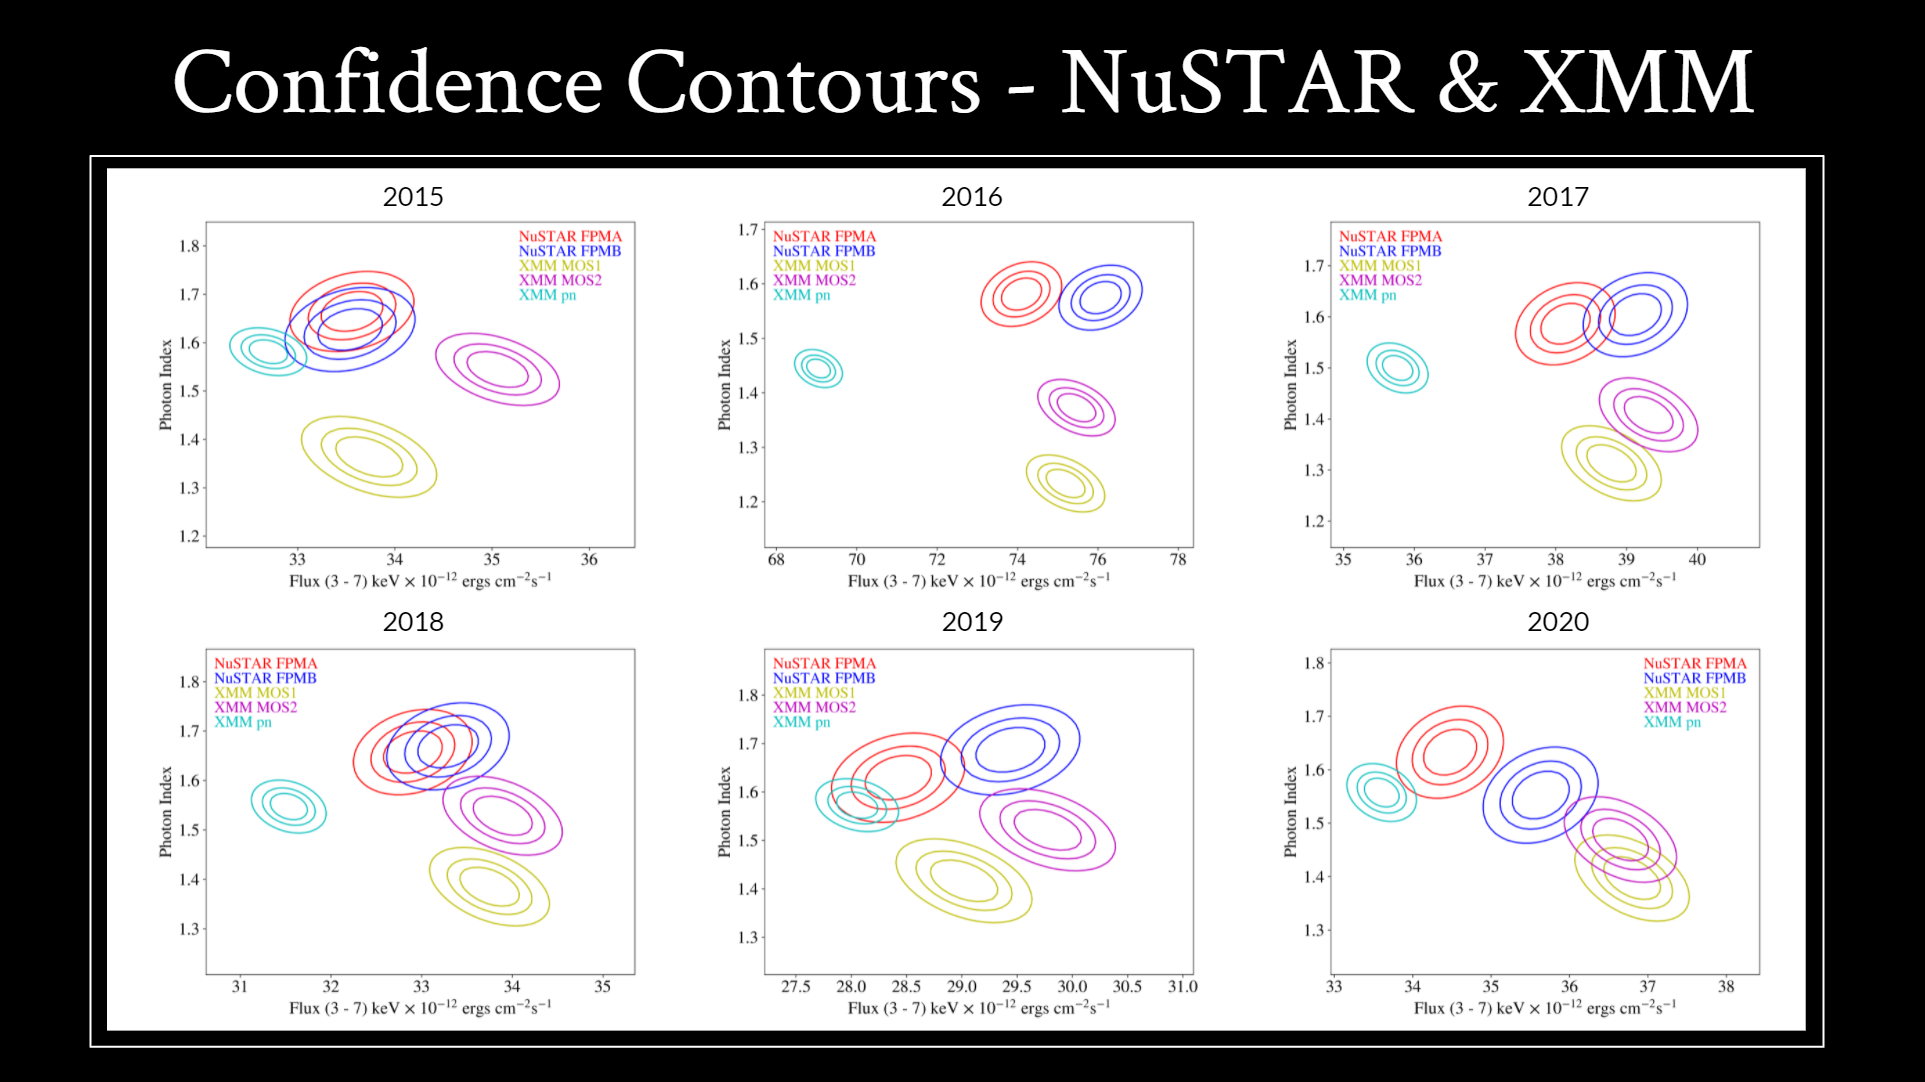 Confidence Contours - NuSTAR & XMM
2015
NuSTAR FPMA
NuSTAR FPMB
XMM MOS1
XMM MOS2
XMM pn
Photon Index
1.8
1.7
1.6
1.5
1.4
1.3
1.2
33 34 35 36
Flux (3 - 7) keV × 10⁻¹² ergs cm⁻²s⁻¹
2016
NuSTAR FPMA
NuSTAR FPMB
XMM MOS1
XMM MOS2
XMM pn
Photon Index
1.7
1.6
1.5
1.4
1.3
1.2
68 70 72 74 76 78
Flux (3 - 7) keV × 10⁻¹² ergs cm⁻²s⁻¹
2017
NuSTAR FPMA
NuSTAR FPMB
XMM MOS1
XMM MOS2
XMM pn
Photon Index
1.7
1.6
1.5
1.4
1.3
1.2
35 36 37 38 39 40
Flux (3 - 7) keV × 10⁻¹² ergs cm⁻²s⁻¹
2018
NuSTAR FPMA
NuSTAR FPMB
XMM MOS1
XMM MOS2
XMM pn
Photon Index
1.8
1.7
1.6
1.5
1.4
1.3
31 32 33 34 35
Flux (3 - 7) keV × 10⁻¹² ergs cm⁻²s⁻¹
2019
NuSTAR FPMA
NuSTAR FPMB
XMM MOS1
XMM MOS2
XMM pn
Photon Index
1.8
1.7
1.6
1.5
1.4
1.3
27.5 28.0 28.5 29.0 29.5 30.0 30.5 31.0
Flux (3 - 7) keV × 10⁻¹² ergs cm⁻²s⁻¹
2020
NuSTAR FPMA
NuSTAR FPMB
XMM MOS1
XMM MOS2
XMM pn
Photon Index
1.8
1.7
1.6
1.5
1.4
1.3
33 34 35 36 37 38
Flux (3 - 7) keV × 10⁻¹² ergs cm⁻²s⁻¹